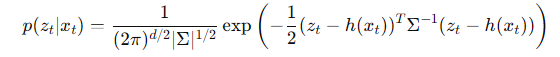 p(z_t|x_t) = \frac{1}{(2\pi)^{d/2}|\Sigma|^{1/2}} \exp\left(-\frac{1}{2}(z_t - h(x_t))^T \Sigma^{-1}(z_t - h(x_t))\right)